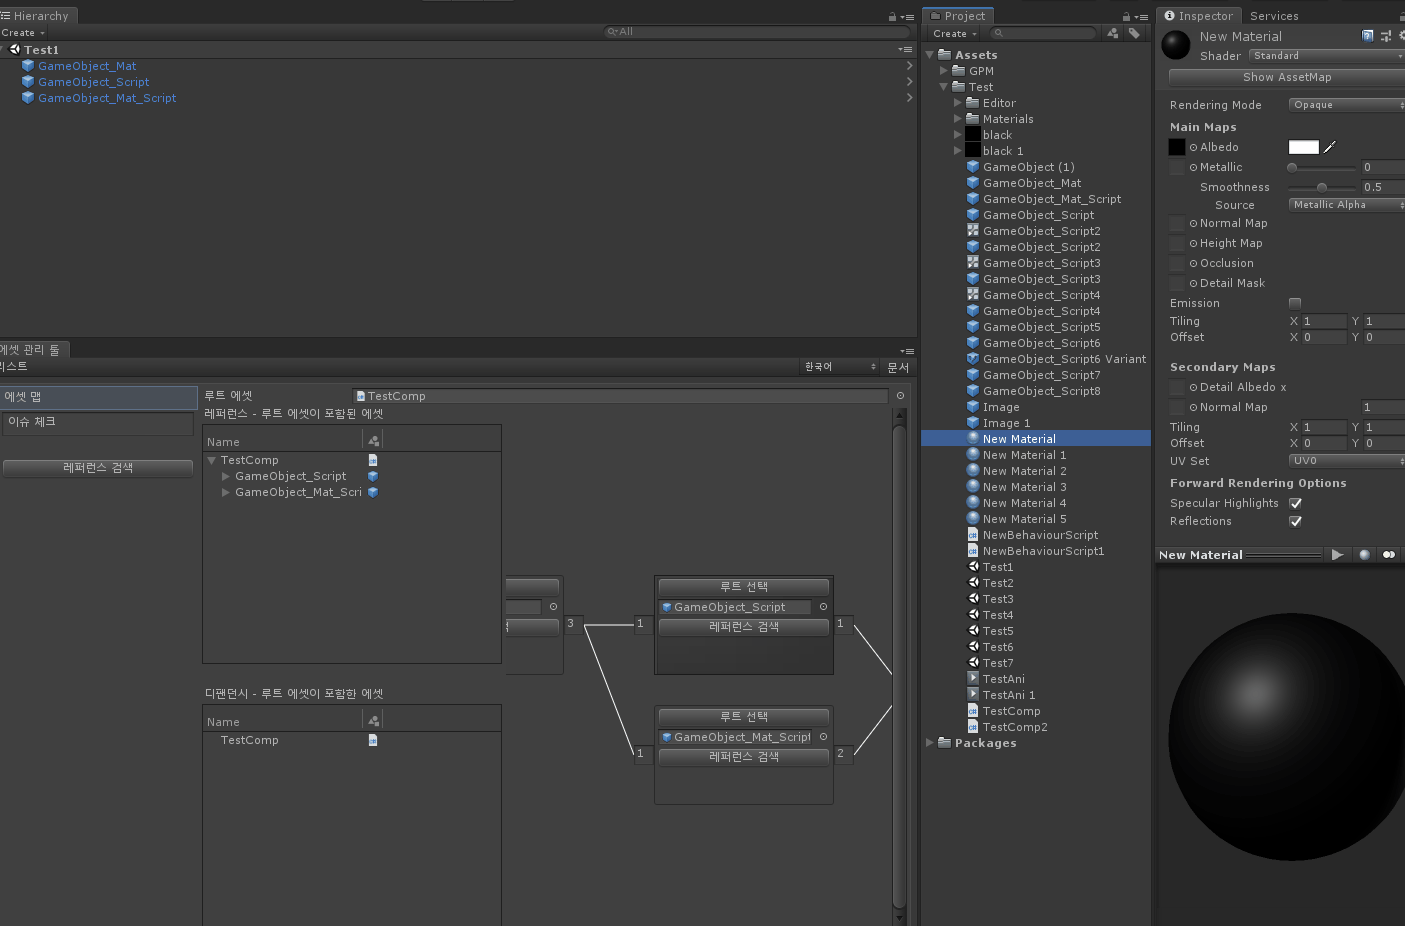 Hierarchy
Create
All
Test1
GameObject_Mat
GameObject_Script
GameObject_Mat_Script
에셋 관리 툴
리스트
한국어
문서
에셋 맵
이슈 체크
레퍼런스 검색
루트 에셋
TestComp
레퍼런스 - 루트 에셋이 포함된 에셋
Name
TestComp
GameObject_Script
GameObject_Mat_Scri
3
1
루트 선택
GameObject_Script
레퍼런스 검색
1
1
루트 선택
GameObject_Mat_Script
레퍼런스 검색
2
디팬던시 - 루트 에셋이 포함한 에셋
Name
TestComp
Project
Create
Assets
GPM
Test
Editor
Materials
black
black 1
GameObject (1)
GameObject_Mat
GameObject_Mat_Script
GameObject_Script
GameObject_Script2
GameObject_Script2
GameObject_Script3
GameObject_Script3
GameObject_Script4
GameObject_Script4
GameObject_Script5
GameObject_Script6
GameObject_Script6 Variant
GameObject_Script7
GameObject_Script8
Image
Image 1
New Material
New Material 1
New Material 2
New Material 3
New Material 4
New Material 5
NewBehaviourScript
NewBehaviourScript1
Test1
Test2
Test3
Test4
Test5
Test6
Test7
TestAni
TestAni 1
TestComp
TestComp2
Packages
Inspector
Services
New Material
Shader Standard
Show AssetMap
Rendering Mode Opaque
Main Maps
Albedo
Metallic 0
Smoothness 0.5
Source Metallic Alpha
Normal Map
Height Map
Occlusion
Detail Mask
Emission
Tiling X 1 Y 1
Offset X 0 Y 0
Secondary Maps
Detail Albedo x
Normal Map 1
Tiling X 1 Y 1
Offset X 0 Y 0
UV Set UV0
Forward Rendering Options
Specular Highlights
Reflections
New Material